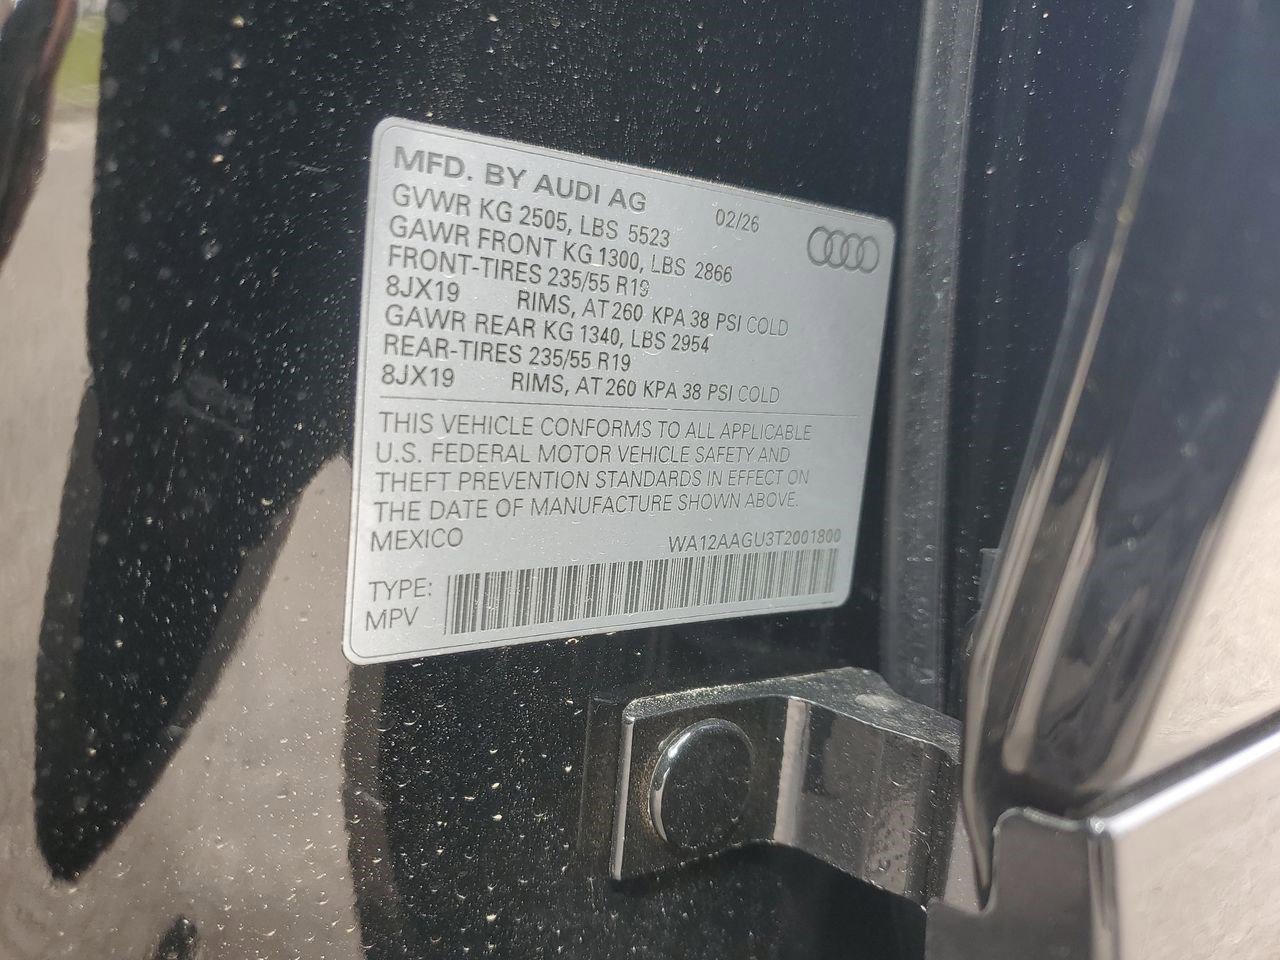 MFD. BY AUDI AG 02/26
GVWR KG 2505, LBS 5523
GAWR FRONT KG 1300, LBS 2866
FRONT-TIRES 235/55 R19
8JX19 RIMS, AT 260 KPA 38 PSI COLD
GAWR REAR KG 1340, LBS 2954
REAR-TIRES 235/55 R19
8JX19 RIMS, AT 260 KPA 38 PSI COLD
THIS VEHICLE CONFORMS TO ALL APPLICABLE
U.S. FEDERAL MOTOR VEHICLE SAFETY AND
THEFT PREVENTION STANDARDS IN EFFECT ON
THE DATE OF MANUFACTURE SHOWN ABOVE.
MEXICO WA12AAGU3T2001800
TYPE:
MPV